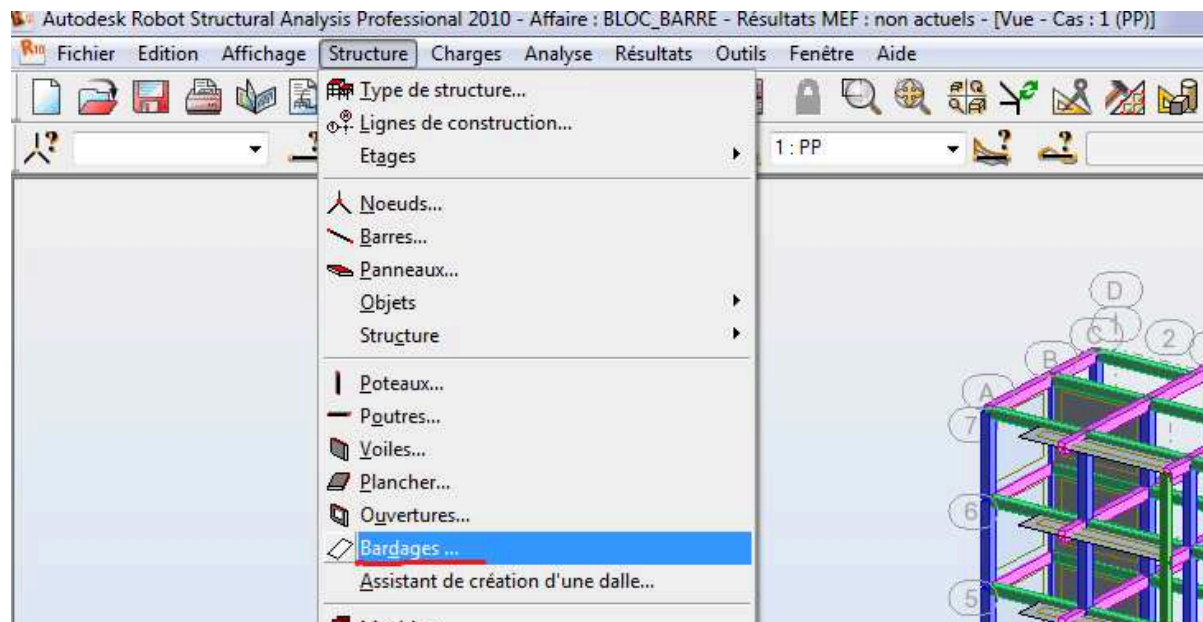 Autodesk Robot Structural Analysis Professional 2010 - Affaire : BLOC_BARRE - Résultats MEF : non actuels - [Vue - Cas : 1 (PP)]
Fichier Edition Affichage Structure Charges Analyse Résultats Outils Fenêtre Aide
Type de structure...
Lignes de construction...
Etages
1 : PP
Noeuds...
Barres...
Panneaux...
Objets
Structure
Poteaux...
Poutres...
Voiles...
Plancher...
Ouvertures...
Bardages ...
Assistant de création d'une dalle...
D
C 1 2
B
A
7
6
5